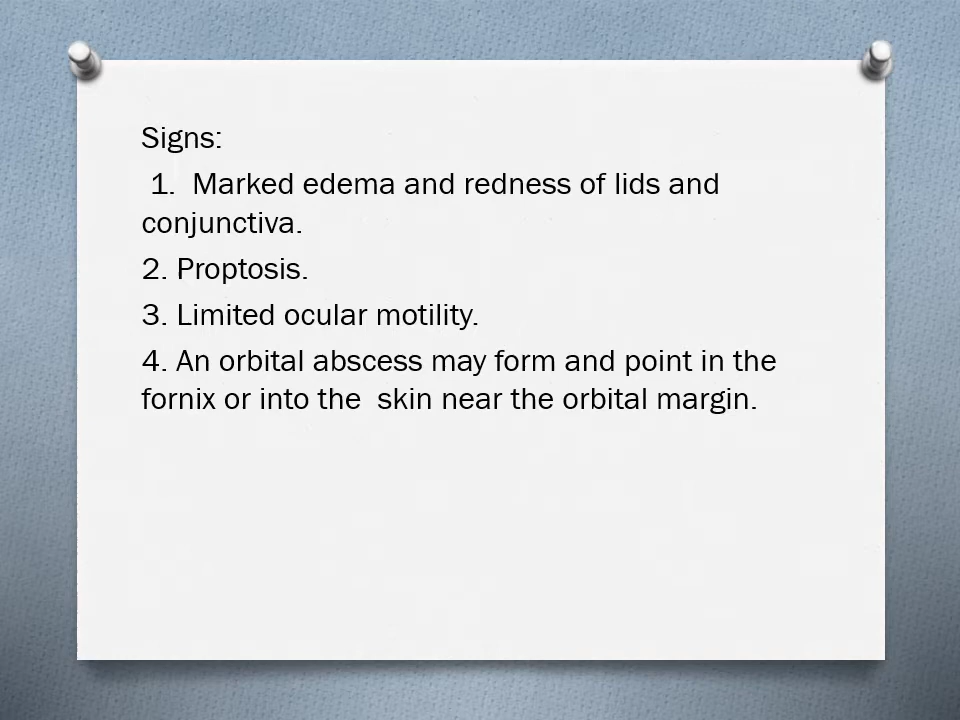 Signs:
1. Marked edema and redness of lids and
conjunctiva.
2. Proptosis.
3. Limited ocular motility.
4. An orbital abscess may form and point in the
fornix or into the  skin near the orbital margin.